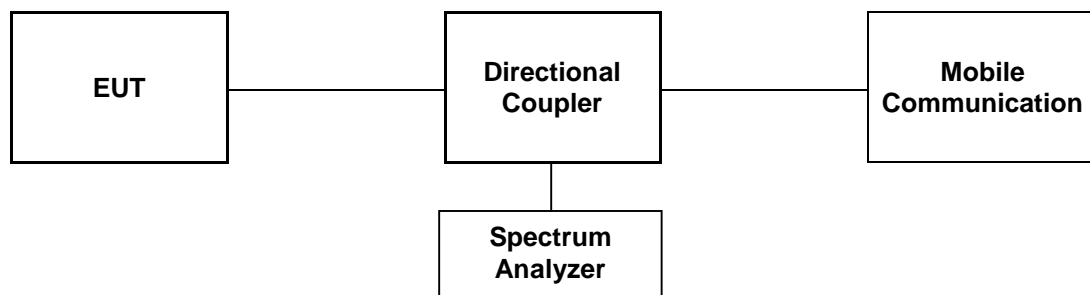 EUT
Directional
Coupler
Mobile
Communication
Spectrum
Analyzer